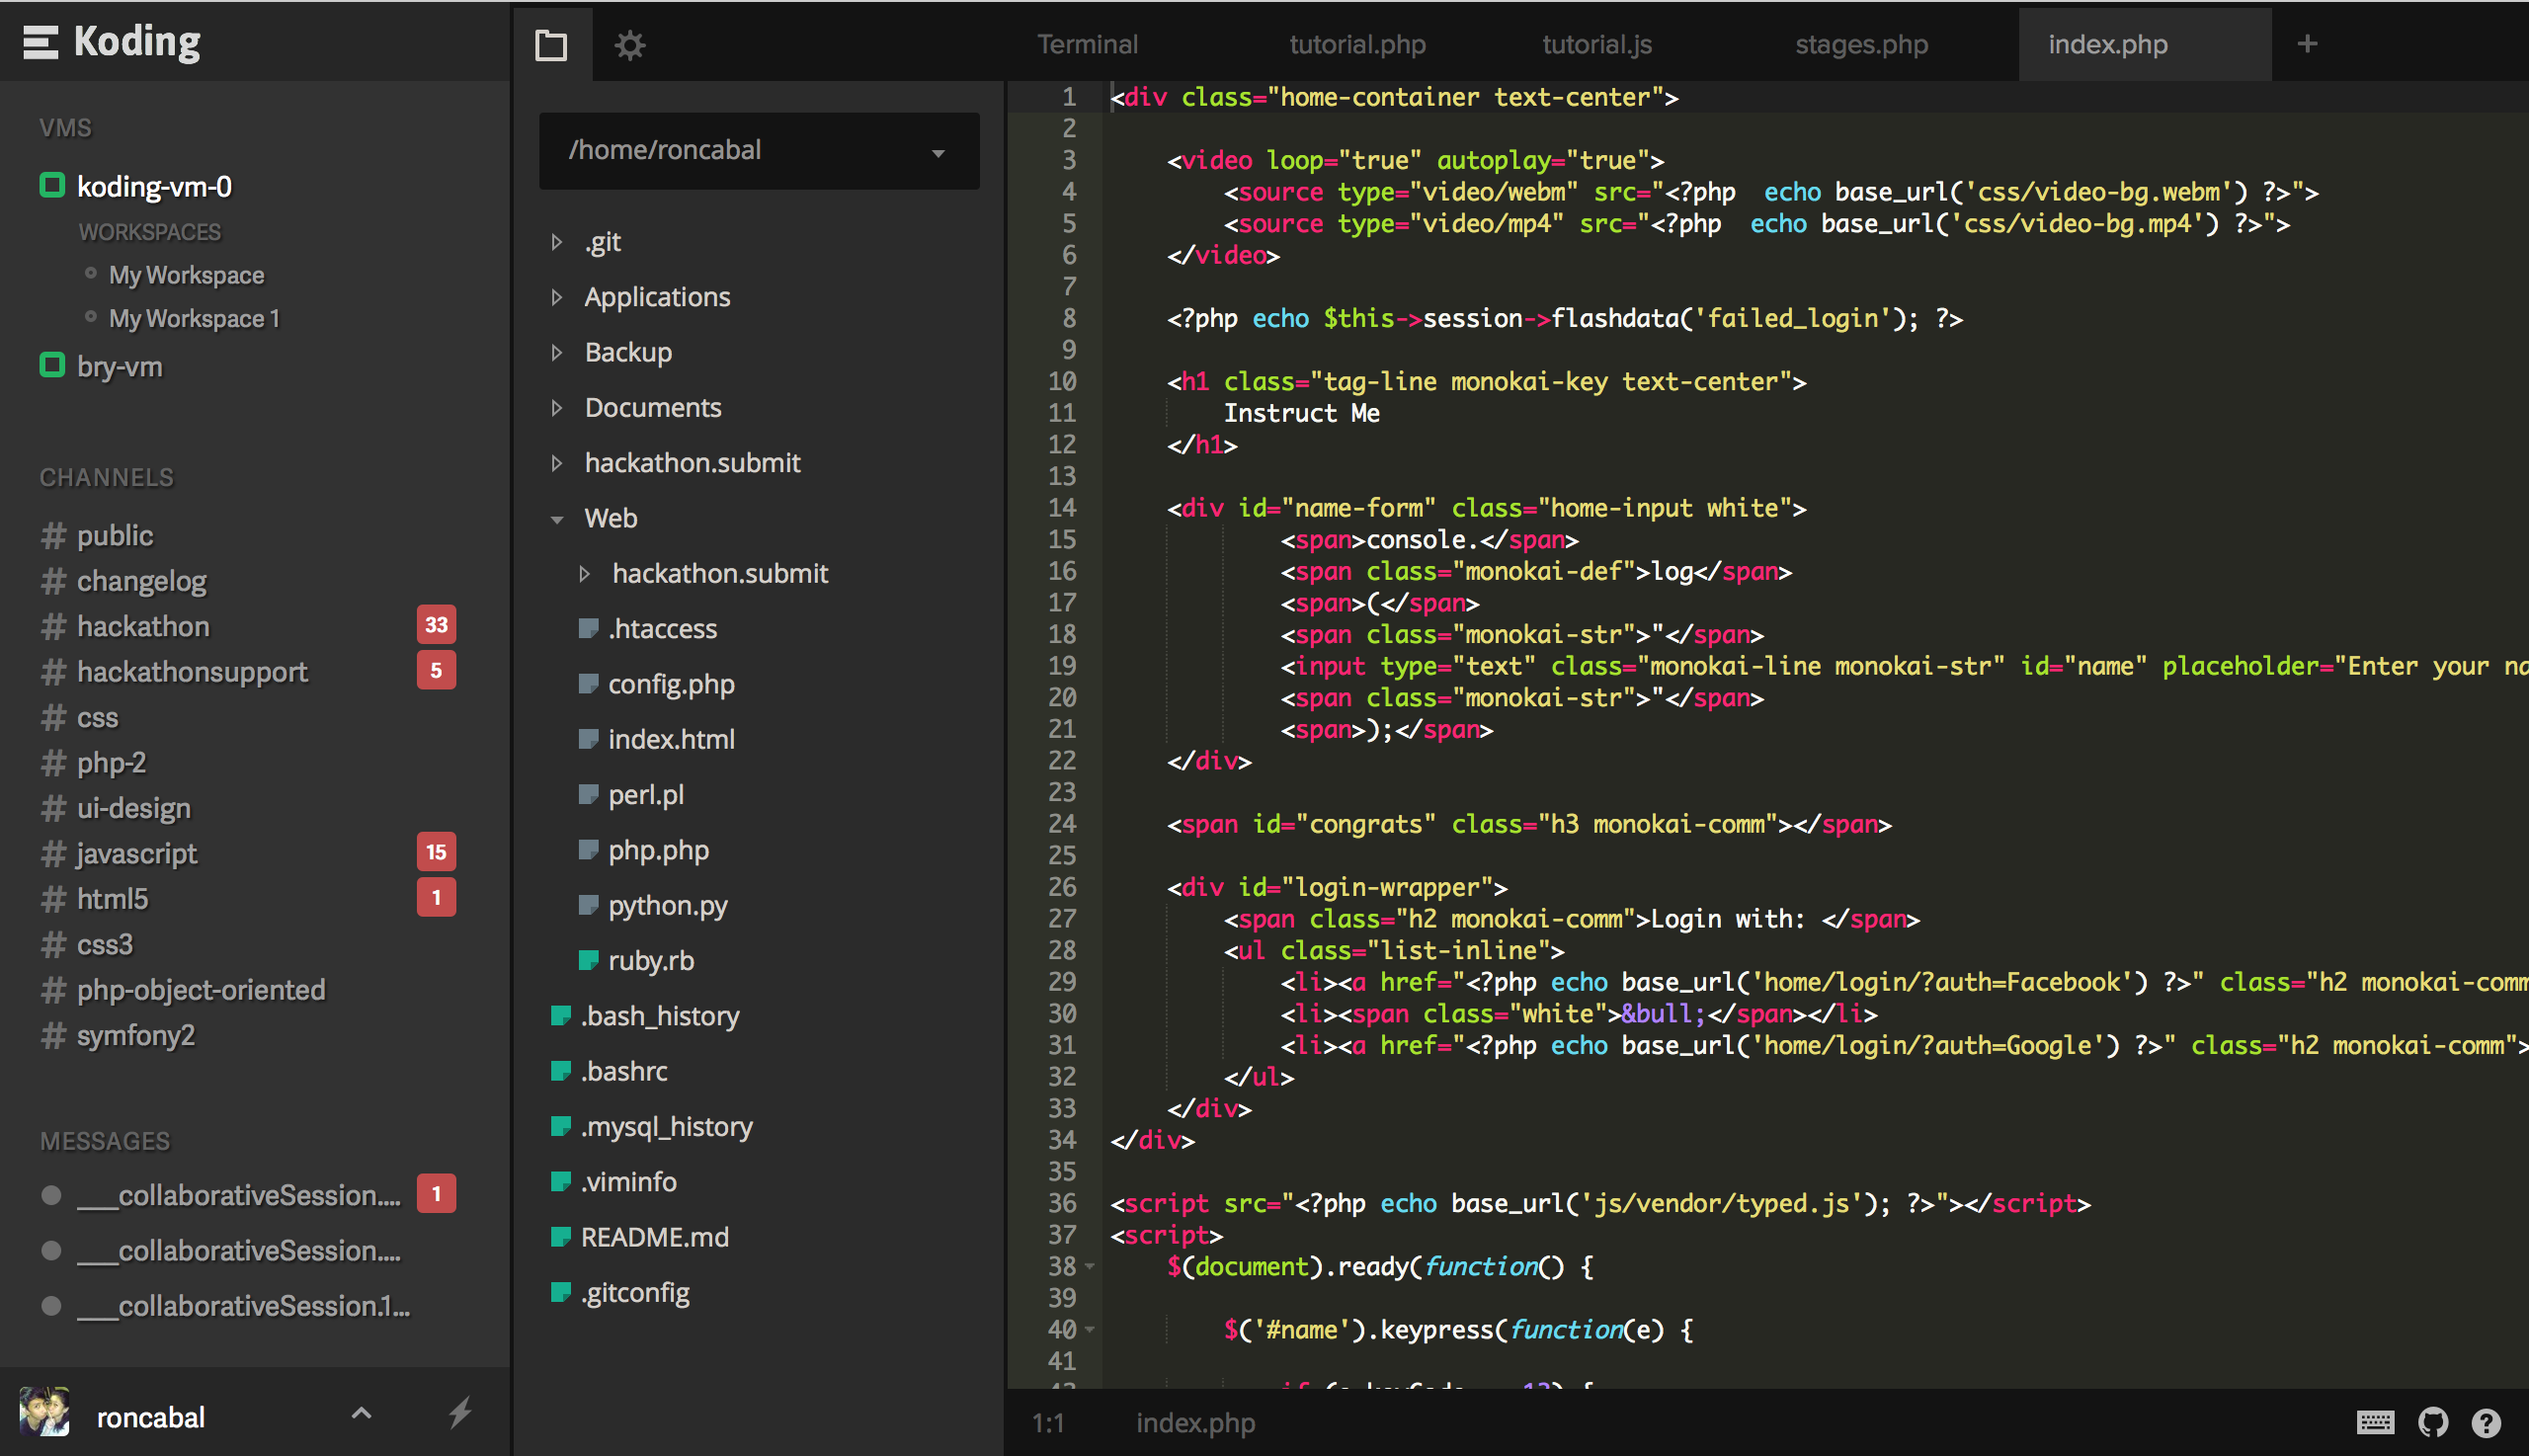 Koding
VMS
koding-vm-0
WORKSPACES
My Workspace
My Workspace 1
bry-vm
CHANNELS
# public
# changelog
# hackathon 33
# hackathonsupport 5
# css
# php-2
# ui-design
# javascript 15
# html5 1
# css3
# php-object-oriented
# symfony2
MESSAGES
___collaborativeSession.... 1
___collaborativeSession....
___collaborativeSession.1...
roncabal
/home/roncabal
.git
Applications
Backup
Documents
hackathon.submit
Web
hackathon.submit
.htaccess
config.php
index.html
perl.pl
php.php
python.py
ruby.rb
.bash_history
.bashrc
.mysql_history
.viminfo
README.md
.gitconfig
Terminal tutorial.php tutorial.js stages.php index.php +
1 <div class="home-container text-center">
2
3 <video loop="true" autoplay="true">
4 <source type="video/webm" src="<?php  echo base_url('css/video-bg.webm') ?>">
5 <source type="video/mp4" src="<?php  echo base_url('css/video-bg.mp4') ?>">
6 </video>
7
8 <?php echo $this->session->flashdata('failed_login'); ?>
9
10 <h1 class="tag-line monokai-key text-center">
11 Instruct Me
12 </h1>
13
14 <div id="name-form" class="home-input white">
15 <span>console.</span>
16 <span class="monokai-def">log</span>
17 <span>(</span>
18 <span class="monokai-str">"</span>
19 <input type="text" class="monokai-line monokai-str" id="name" placeholder="Enter your na
20 <span class="monokai-str">"</span>
21 <span>);</span>
22 </div>
23
24 <span id="congrats" class="h3 monokai-comm"></span>
25
26 <div id="login-wrapper">
27 <span class="h2 monokai-comm">Login with: </span>
28 <ul class="list-inline">
29 <li><a href="<?php echo base_url('home/login/?auth=Facebook') ?>" class="h2 monokai-comm
30 <li><span class="white">&bull;</span></li>
31 <li><a href="<?php echo base_url('home/login/?auth=Google') ?>" class="h2 monokai-comm">
32 </ul>
33 </div>
34 </div>
35
36 <script src="<?php echo base_url('js/vendor/typed.js'); ?>"></script>
37 <script>
38 $(document).ready(function() {
39
40 $('#name').keypress(function(e) {
41
1:1 index.php